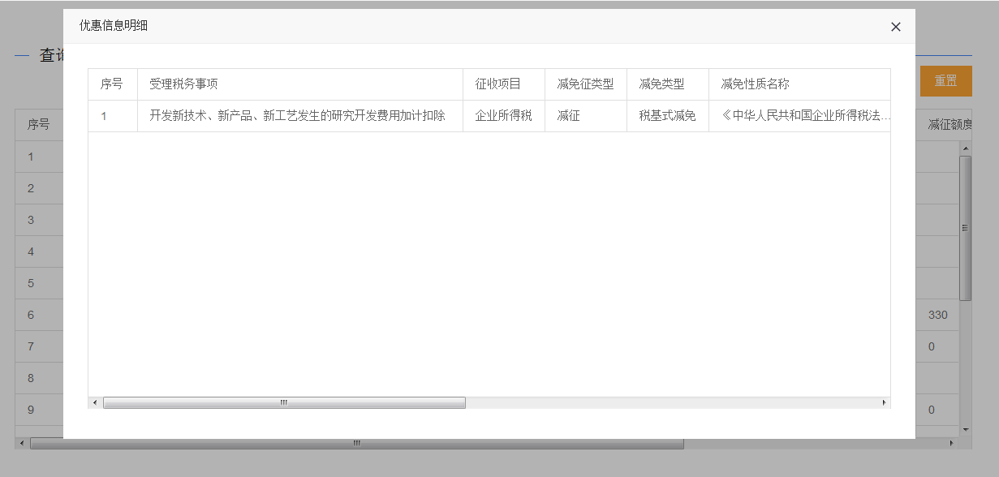 优惠信息明细
查
重置
序号 受理税务事项 征收项目 减免征类型 减免类型 减免性质名称
1 开发新技术、新产品、新工艺发生的研究开发费用加计扣除 企业所得税 减征 税基式减免 《中华人民共和国企业所得税法...
序号 减征额度
1
2
3
4
5
6 330
7 0
8
9 0